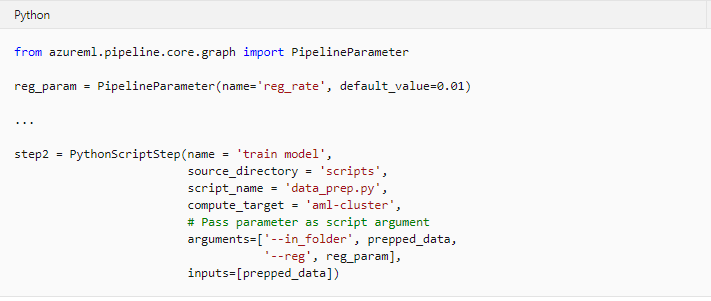 Python
from azureml.pipeline.core.graph import PipelineParameter
reg_param = PipelineParameter(name='reg_rate', default_value=0.01)
...
step2 = PythonScriptStep(name = 'train model',
source_directory = 'scripts',
script_name = 'data_prep.py',
compute_target = 'aml-cluster',
# Pass parameter as script argument
arguments=['--in_folder', prepped_data,
'--reg', reg_param],
inputs=[prepped_data])